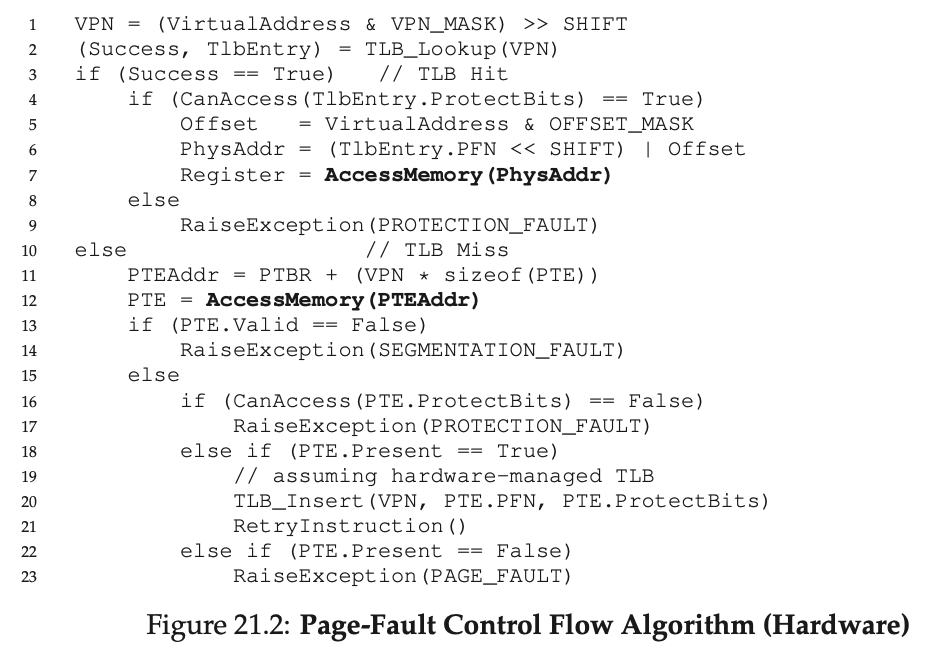 1 VPN = (VirtualAddress & VPN_MASK) >> SHIFT
2 (Success, TlbEntry) = TLB_Lookup(VPN)
3 if (Success == True) // TLB Hit
4 if (CanAccess(TlbEntry.ProtectBits) == True)
5 Offset = VirtualAddress & OFFSET_MASK
6 PhysAddr = (TlbEntry.PFN << SHIFT) | Offset
7 Register = AccessMemory(PhysAddr)
8 else
9 RaiseException(PROTECTION_FAULT)
10 else // TLB Miss
11 PTEAddr = PTBR + (VPN * sizeof(PTE))
12 PTE = AccessMemory(PTEAddr)
13 if (PTE.Valid == False)
14 RaiseException(SEGMENTATION_FAULT)
15 else
16 if (CanAccess(PTE.ProtectBits) == False)
17 RaiseException(PROTECTION_FAULT)
18 else if (PTE.Present == True)
19 // assuming hardware-managed TLB
20 TLB_Insert(VPN, PTE.PFN, PTE.ProtectBits)
21 RetryInstruction()
22 else if (PTE.Present == False)
23 RaiseException(PAGE_FAULT)
Figure 21.2: Page-Fault Control Flow Algorithm (Hardware)